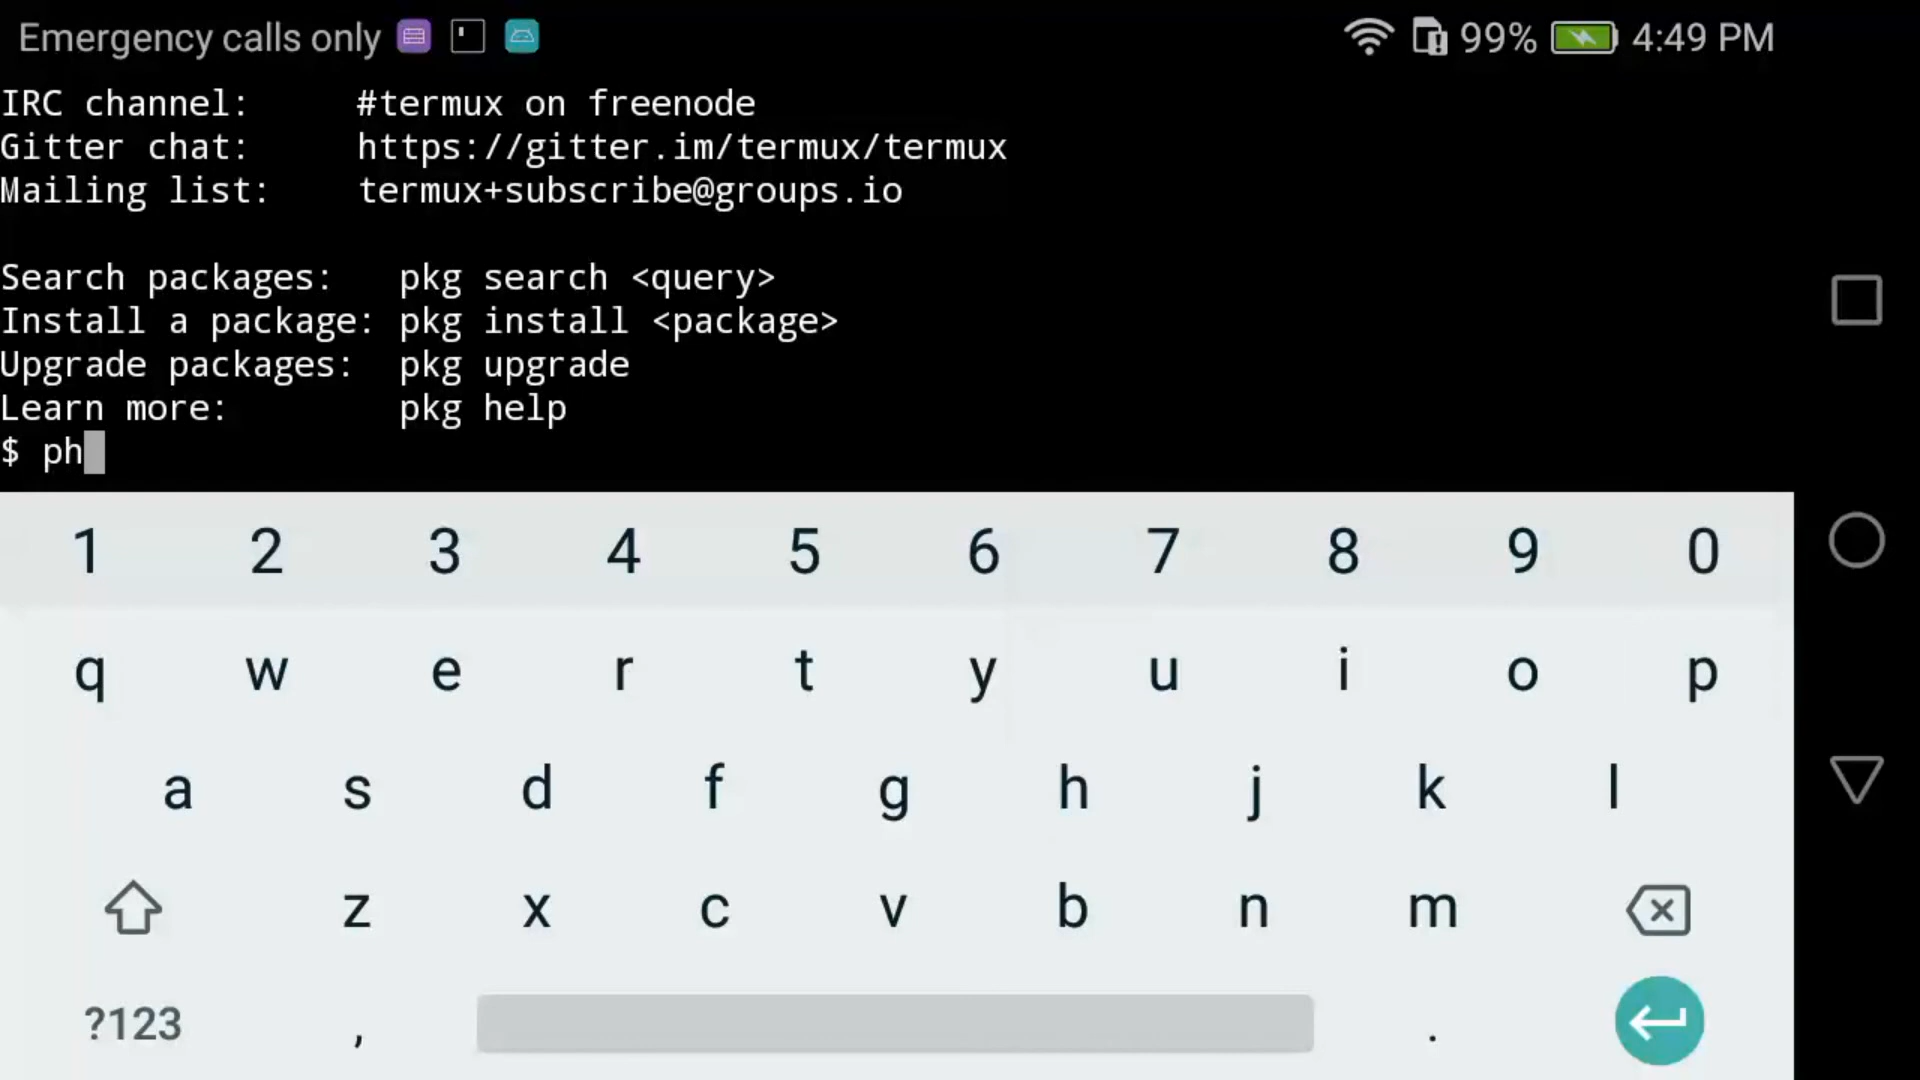 Emergency calls only 99% 4:49 PM
IRC channel: #termux on freenode
Gitter chat: https://gitter.im/termux/termux
Mailing list: termux+subscribe@groups.io
Search packages: pkg search <query>
Install a package: pkg install <package>
Upgrade packages: pkg upgrade
Learn more: pkg help
$ ph
1 2 3 4 5 6 7 8 9 0
q w e r t y u i o p
a s d f g h j k l
z x c v b n m
?123 , .